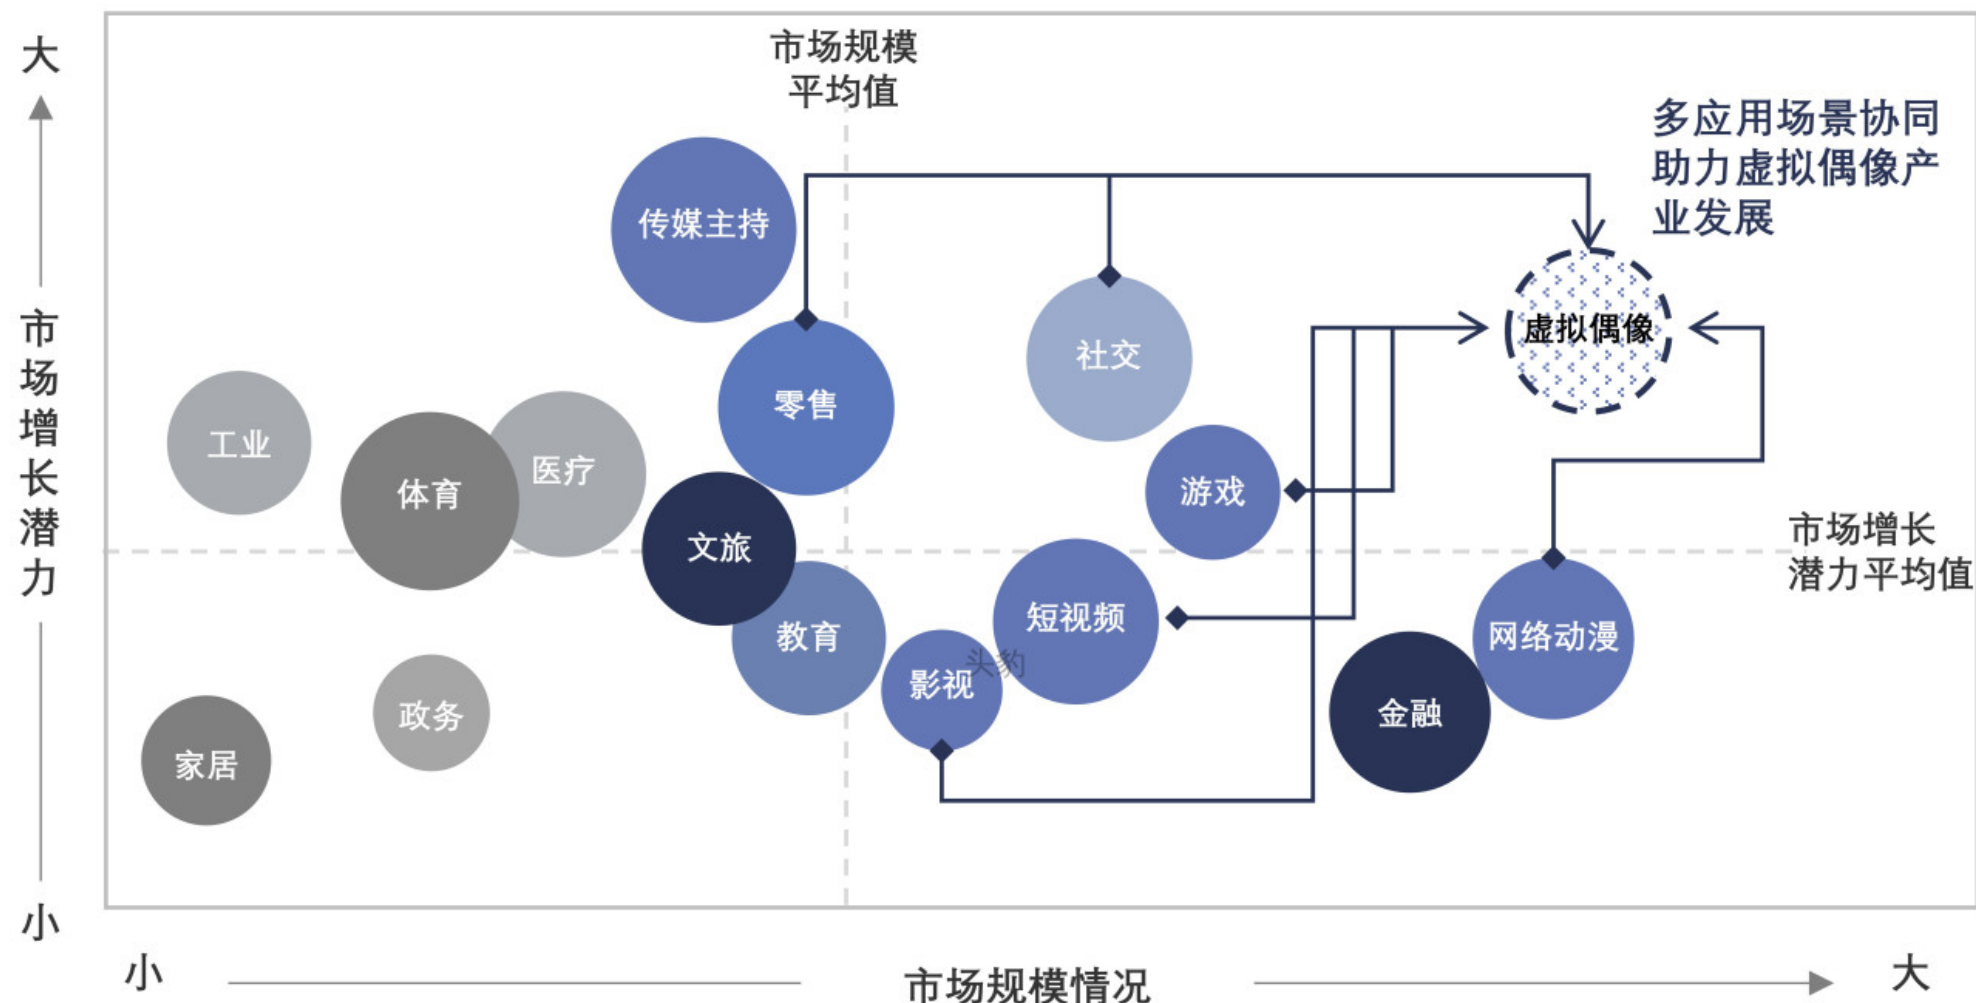 大
市场规模
平均值
多应用场景协同
助力虚拟偶像产
业发展
传媒主持
虚拟偶像
社交
零售
市场增长潜力
工业
医疗
体育
游戏
文旅
市场增长
潜力平均值
短视频
教育
网络动漫
头豹
影视
金融
政务
家居
小
小
市场规模情况
大